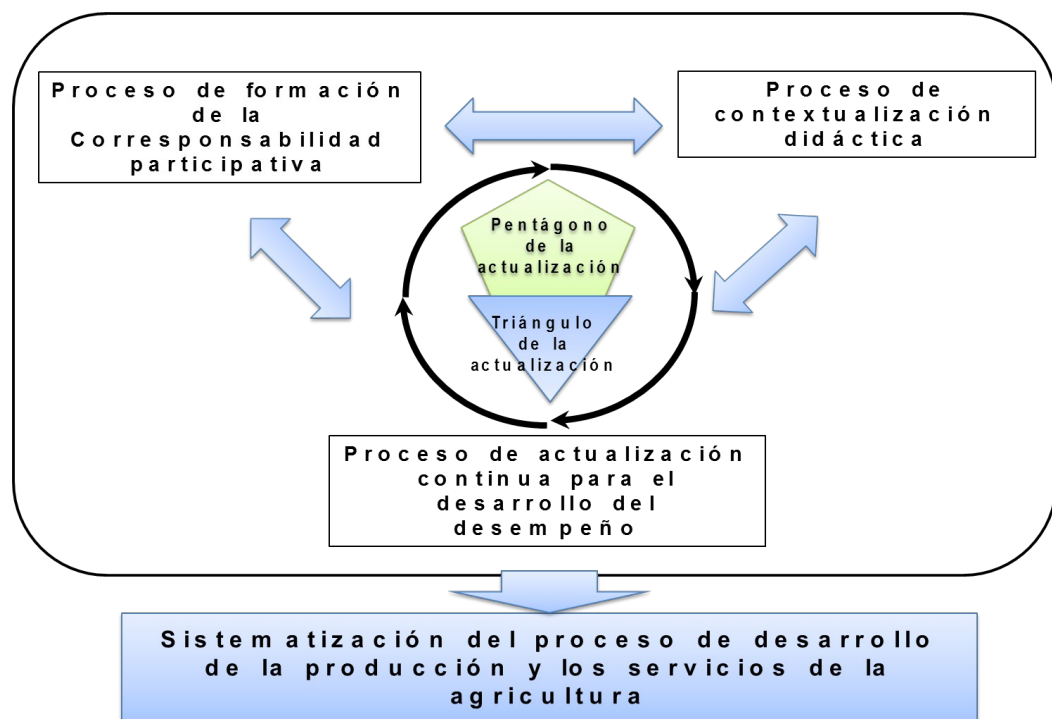 Proceso de formación
de la
Corresponsabilidad
participativa
Proceso de
contextualización
didáctica
Pentágono
de la
actualización
Triángulo
de la
actualización
Proceso de actualización
continua para el
desarrollo del
desempeño
Sistematización del proceso de desarrollo
de la producción y los servicios de la
agricultura